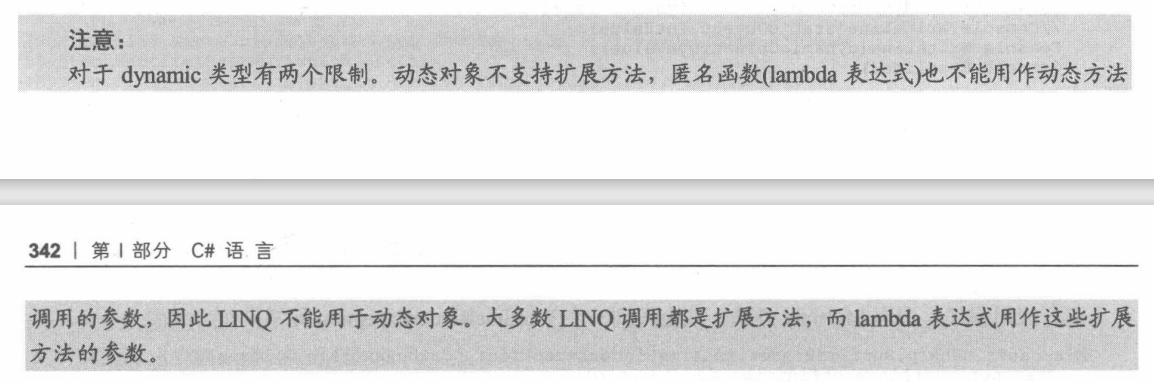 注意：
对于 dynamic 类型有两个限制。动态对象不支持扩展方法，匿名函数(lambda 表达式)也不能用作动态方法
342 | 第 I 部分 C# 语 言
调用的参数，因此 LINQ 不能用于动态对象。大多数 LINQ 调用都是扩展方法，而 lambda 表达式用作这些扩展
方法的参数。